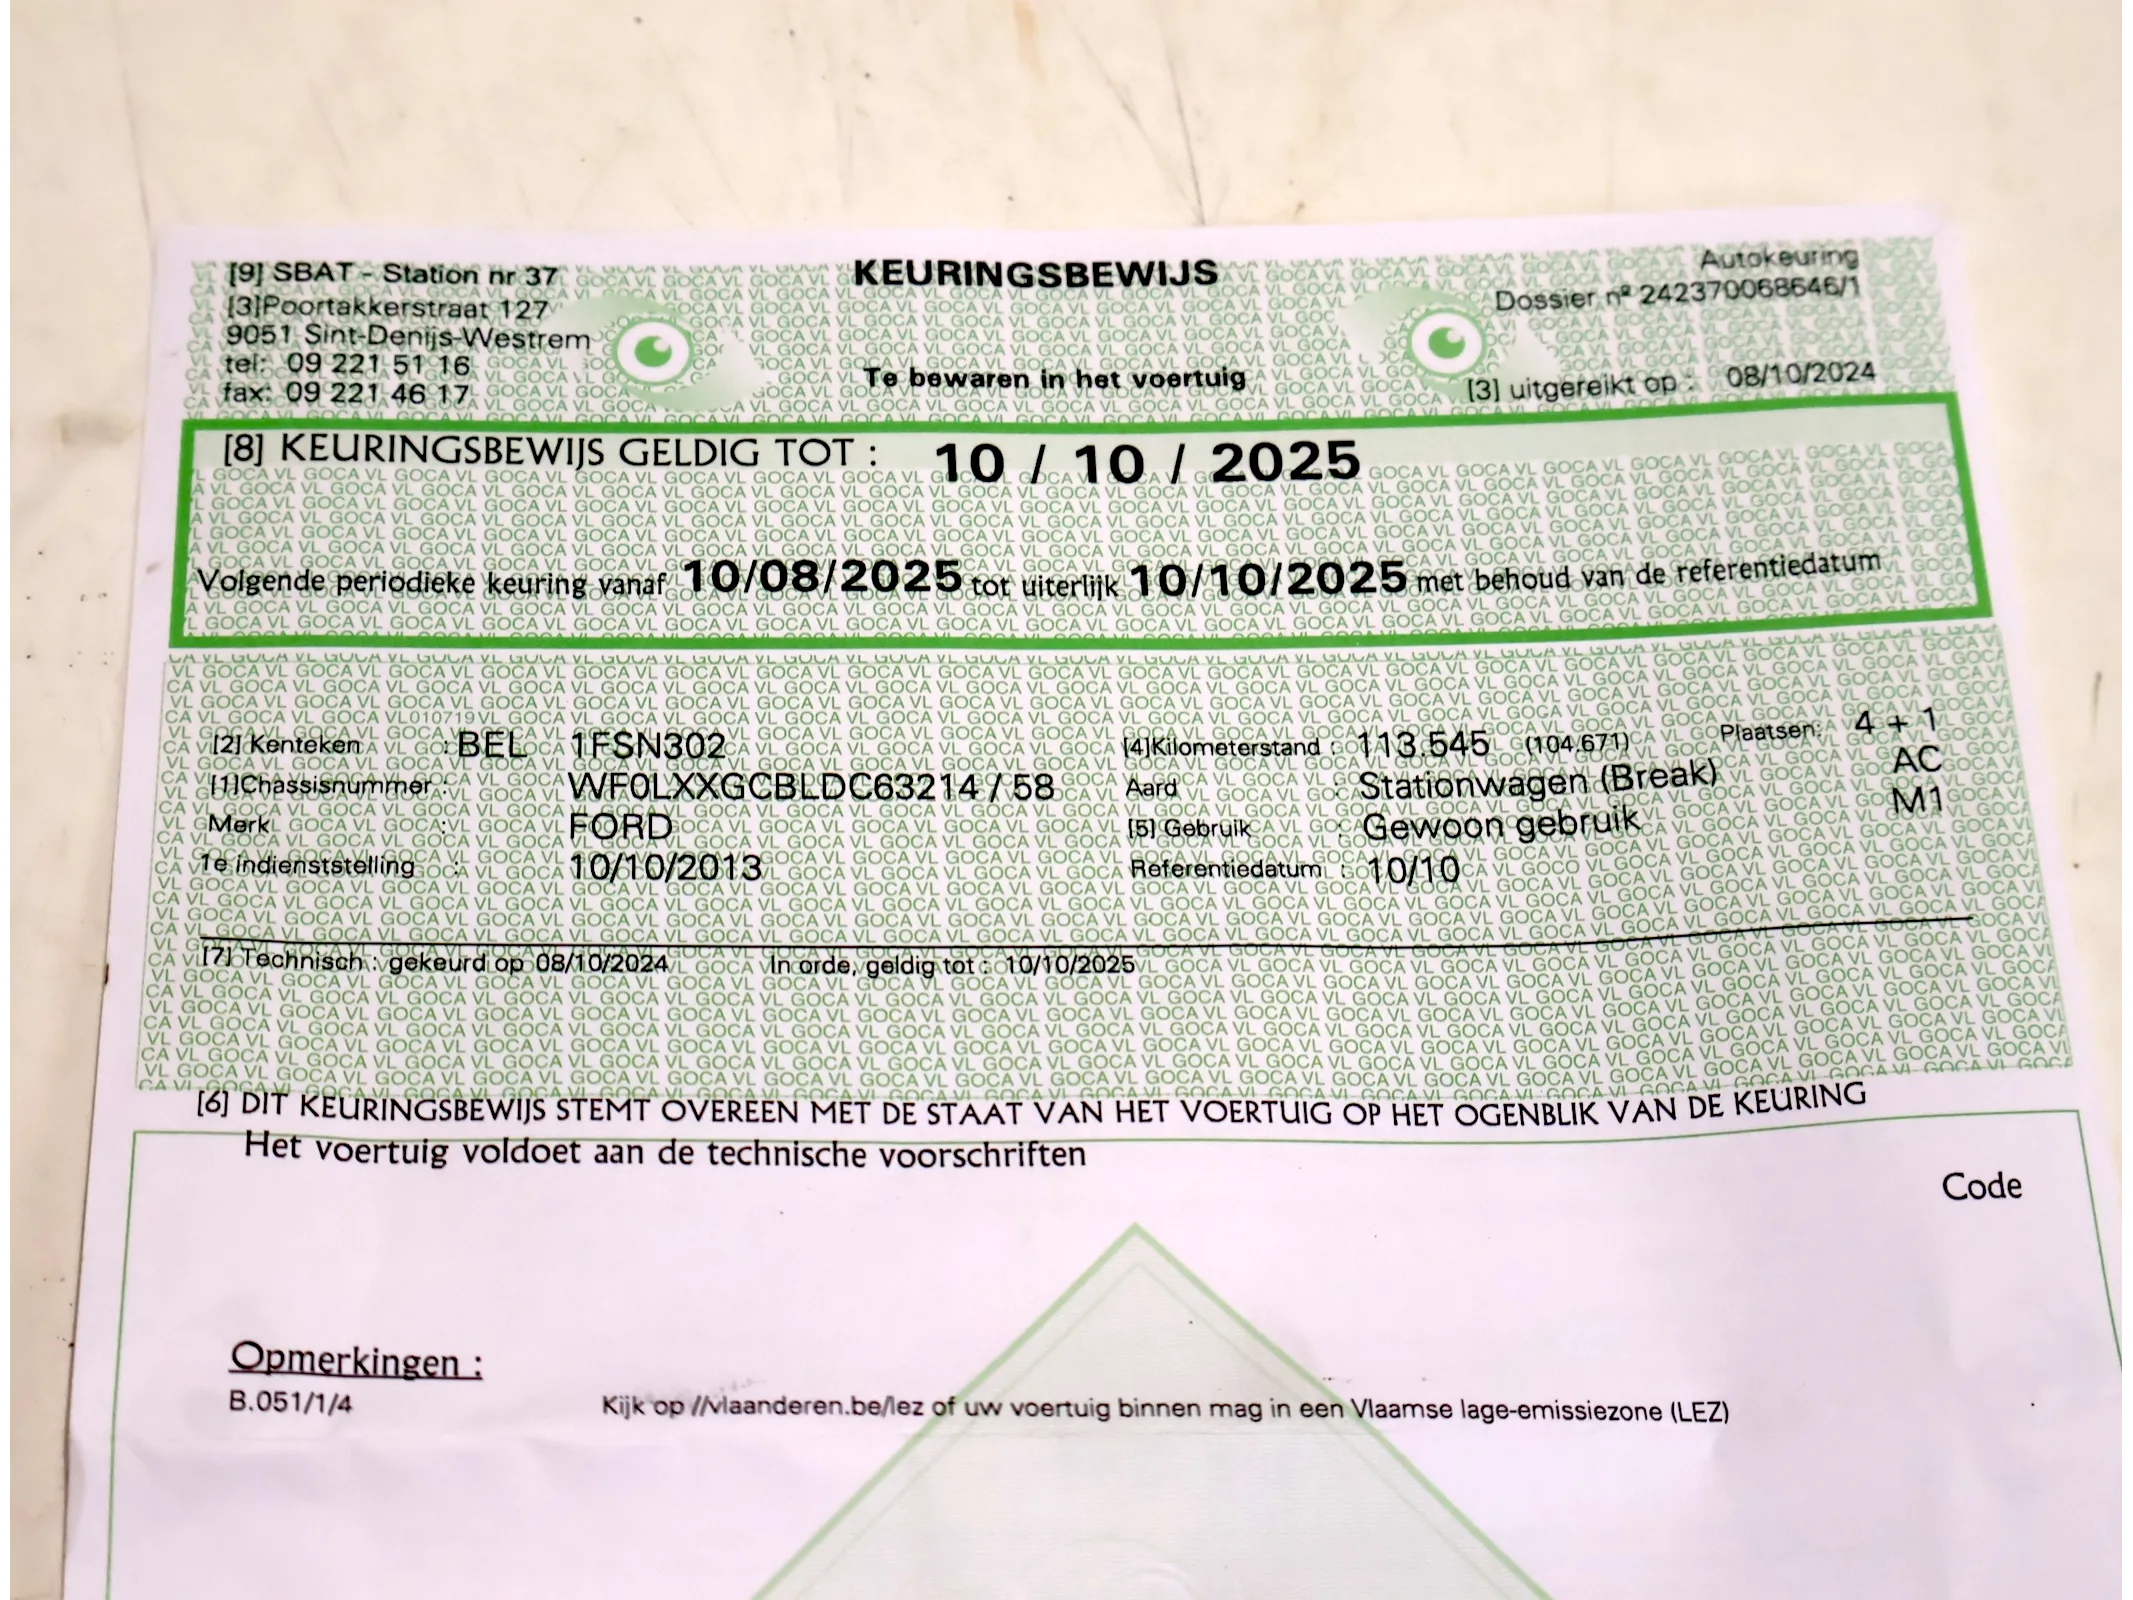 [9] SBAT - Station nr 37
[3]Poortakkerstraat 127
9051 Sint-Denijs-Westrem
tel: 09 221 51 16
fax: 09 221 46 17
KEURINGSBEWIJS
Te bewaren in het voertuig
Autokeuring
Dossier nº 242370068646/1
[3] uitgereikt op : 08/10/2024
[8] KEURINGSBEWIJS GELDIG TOT : 10 / 10 / 2025
Volgende periodieke keuring vanaf 10/08/2025 tot uiterlijk 10/10/2025 met behoud van de referentiedatum
[2] Kenteken : BEL 1FSN302 [4]Kilometerstand : 113.545 (104.671) Plaatsen: 4 + 1
[1]Chassisnummer : WF0LXXGCBLDC63214 / 58 Aard : Stationwagen (Break) AC
Merk : FORD [5] Gebruik : Gewoon gebruik M1
1e indienststelling : 10/10/2013 Referentiedatum : 10/10
[7] Technisch : gekeurd op 08/10/2024 In orde, geldig tot : 10/10/2025
[6] DIT KEURINGSBEWIJS STEMT OVEREEN MET DE STAAT VAN HET VOERTUIG OP HET OGENBLIK VAN DE KEURING
Het voertuig voldoet aan de technische voorschriften
Code
Opmerkingen :
B.051/1/4 Kijk op //vlaanderen.be/lez of uw voertuig binnen mag in een Vlaamse lage-emissiezone (LEZ)